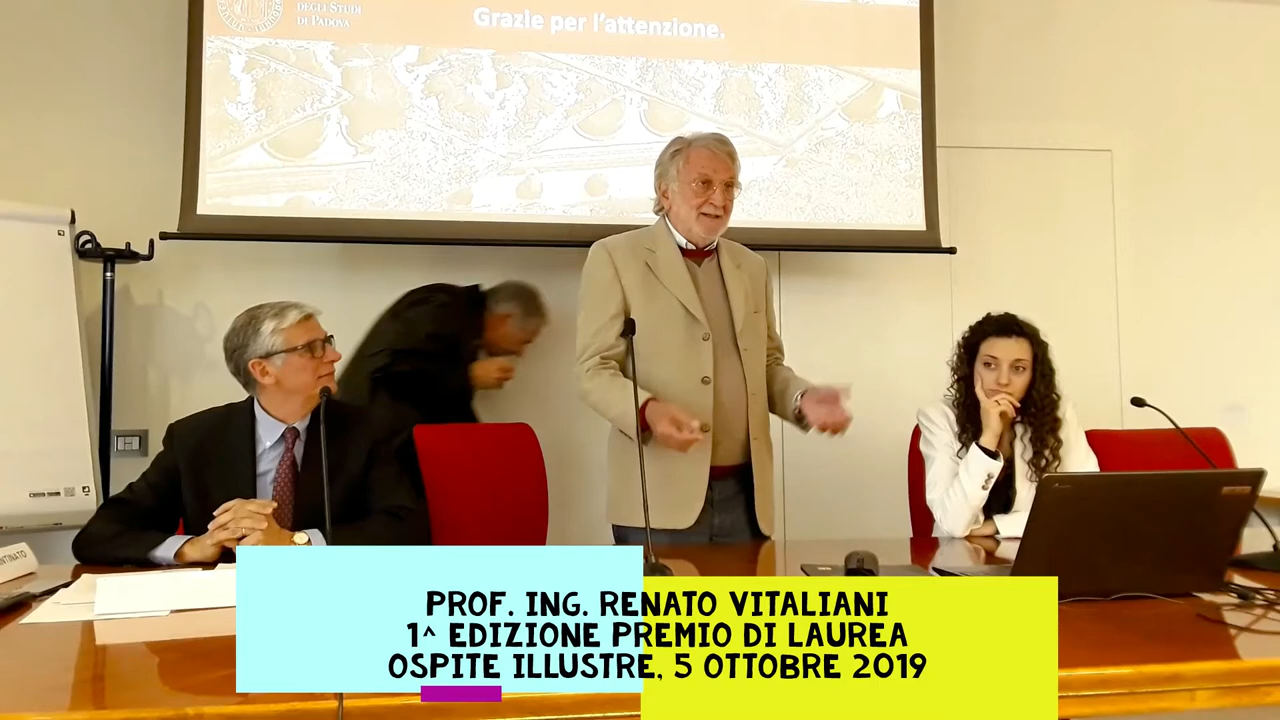 DEGLI STUDI
DI PADOVA
Grazie per l'attenzione.
NTINATO
PROF. ING. RENATO VITALIANI
1^ EDIZIONE PREMIO DI LAUREA
OSPITE ILLUSTRE, 5 OTTOBRE 2019